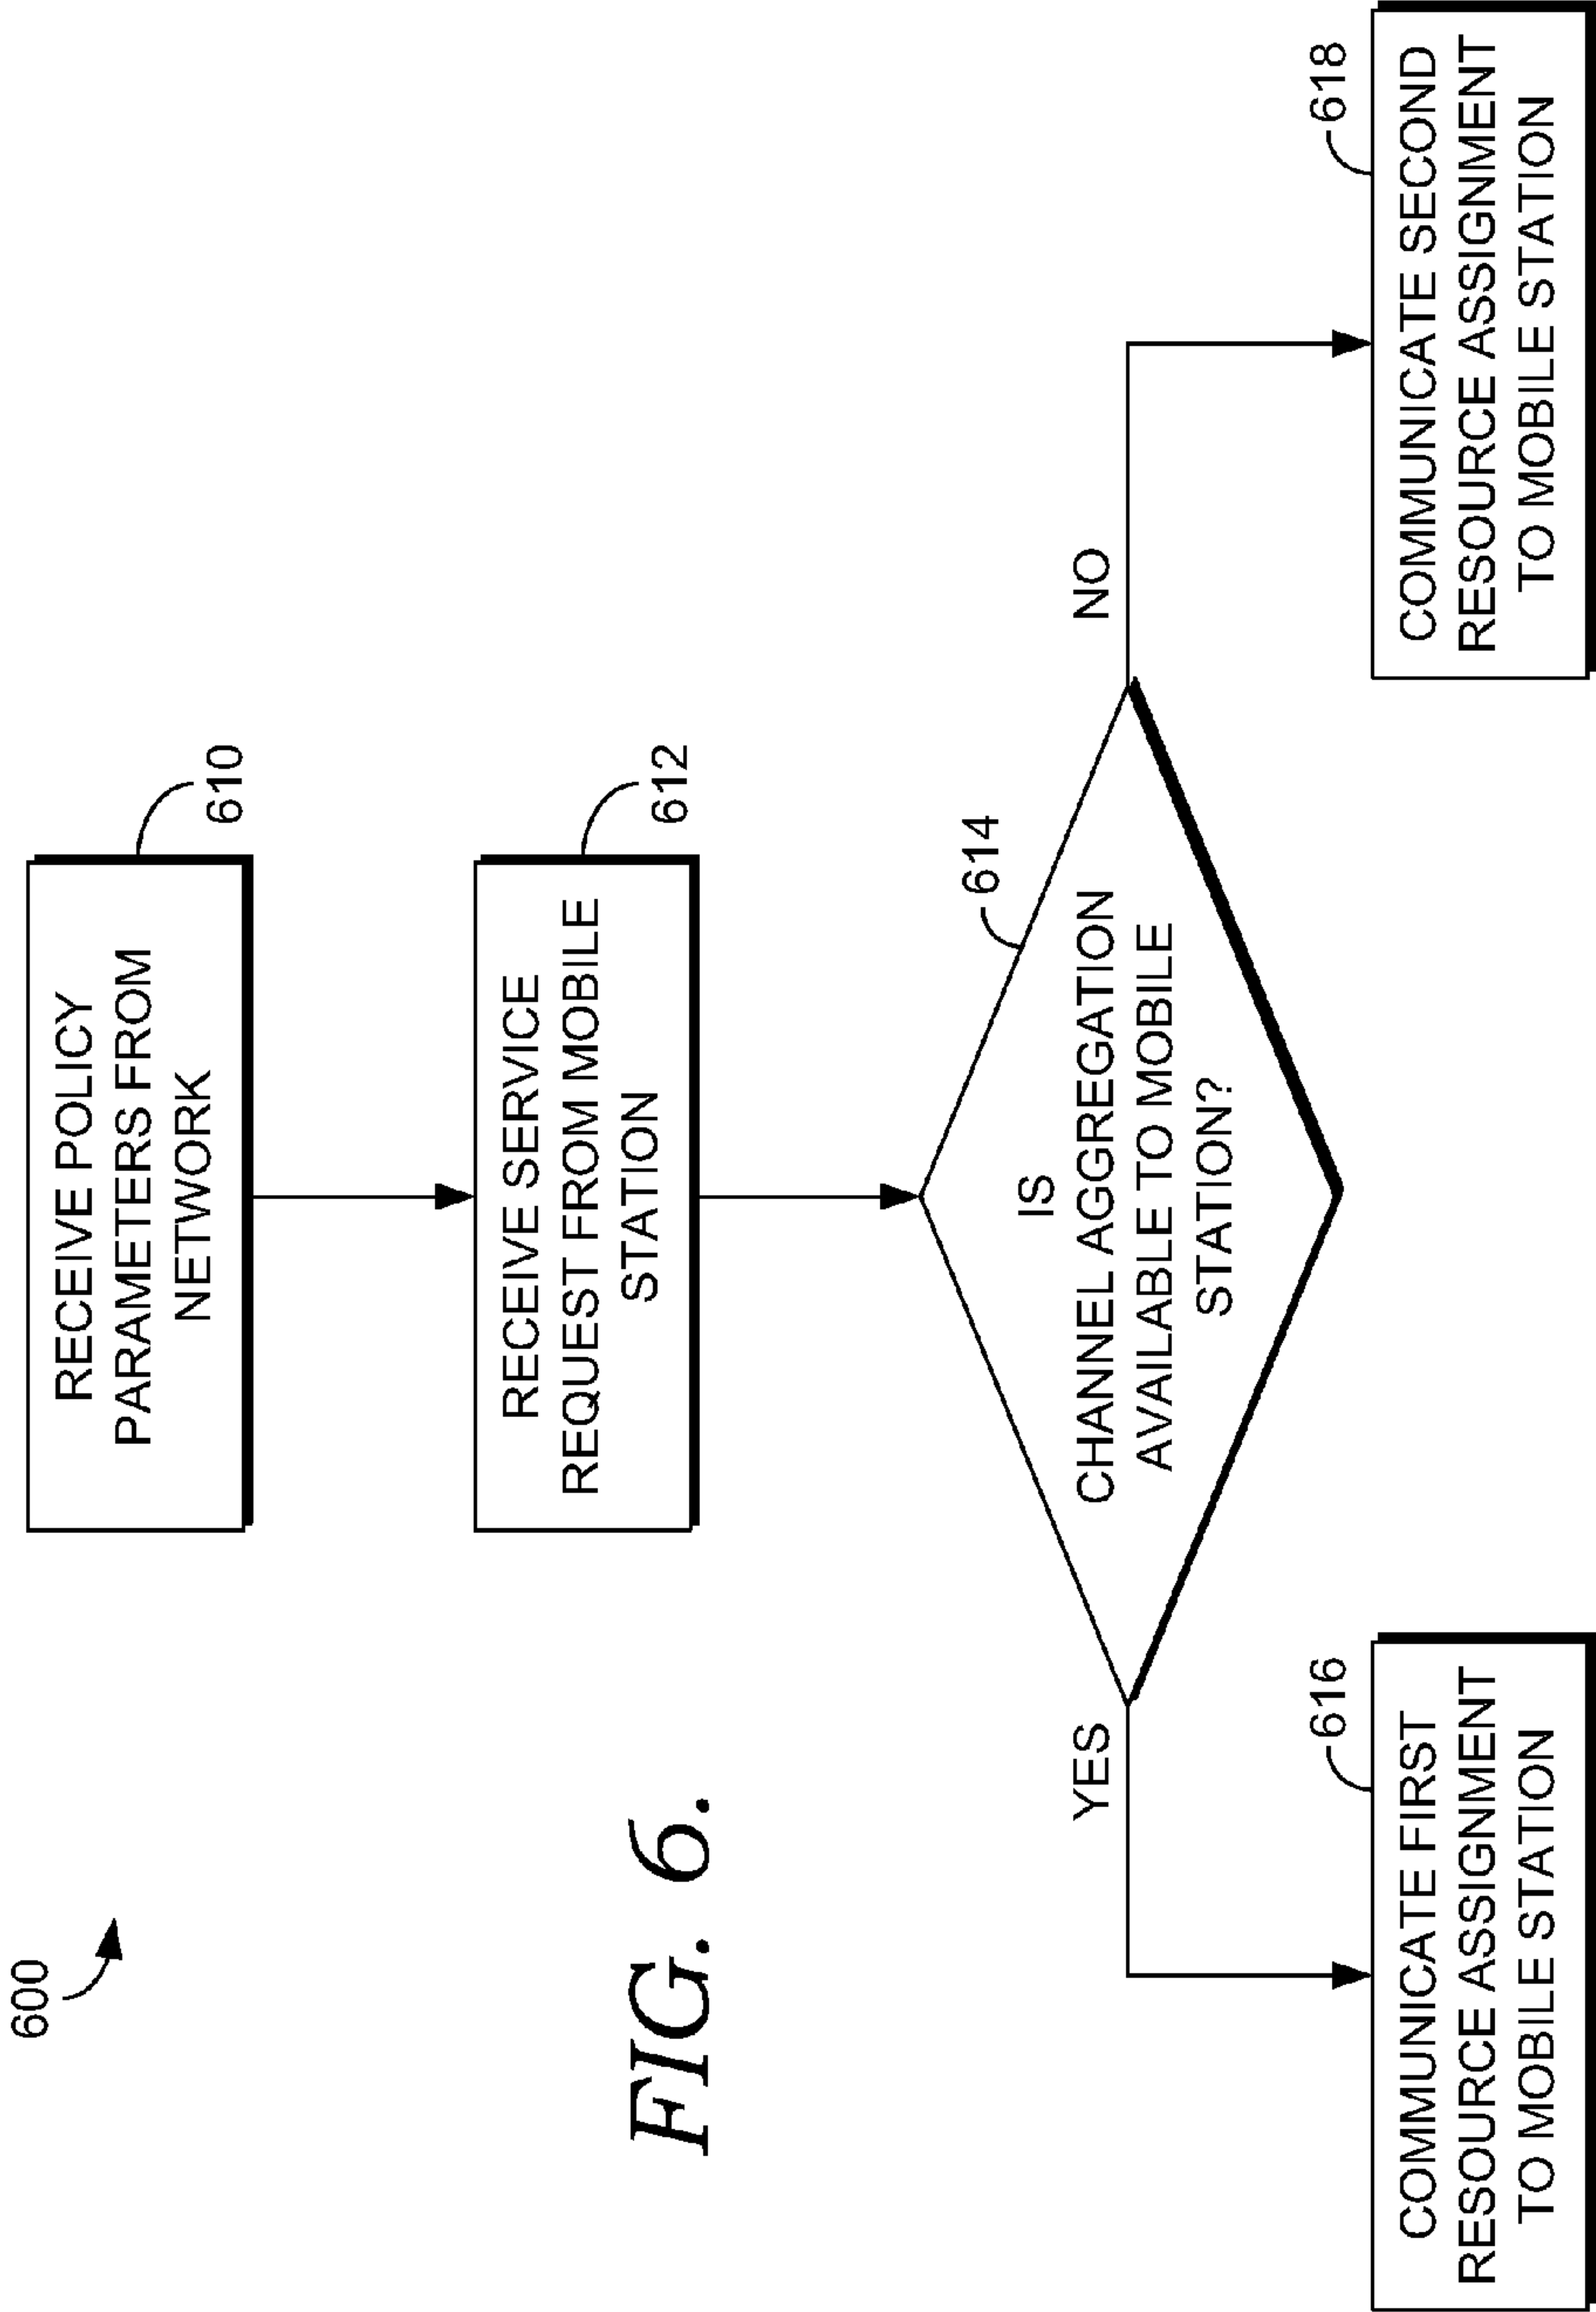 600
RECEIVE POLICY
PARAMETERS FROM
NETWORK
610
RECEIVE SERVICE
REQUEST FROM MOBILE
STATION
612
FIG. 6.
614
IS
CHANNEL AGGREGATION
AVAILABLE TO MOBILE
STATION?
YES
NO
616
COMMUNICATE FIRST
RESOURCE ASSIGNMENT
TO MOBILE STATION
618
COMMUNICATE SECOND
RESOURCE ASSIGNMENT
TO MOBILE STATION